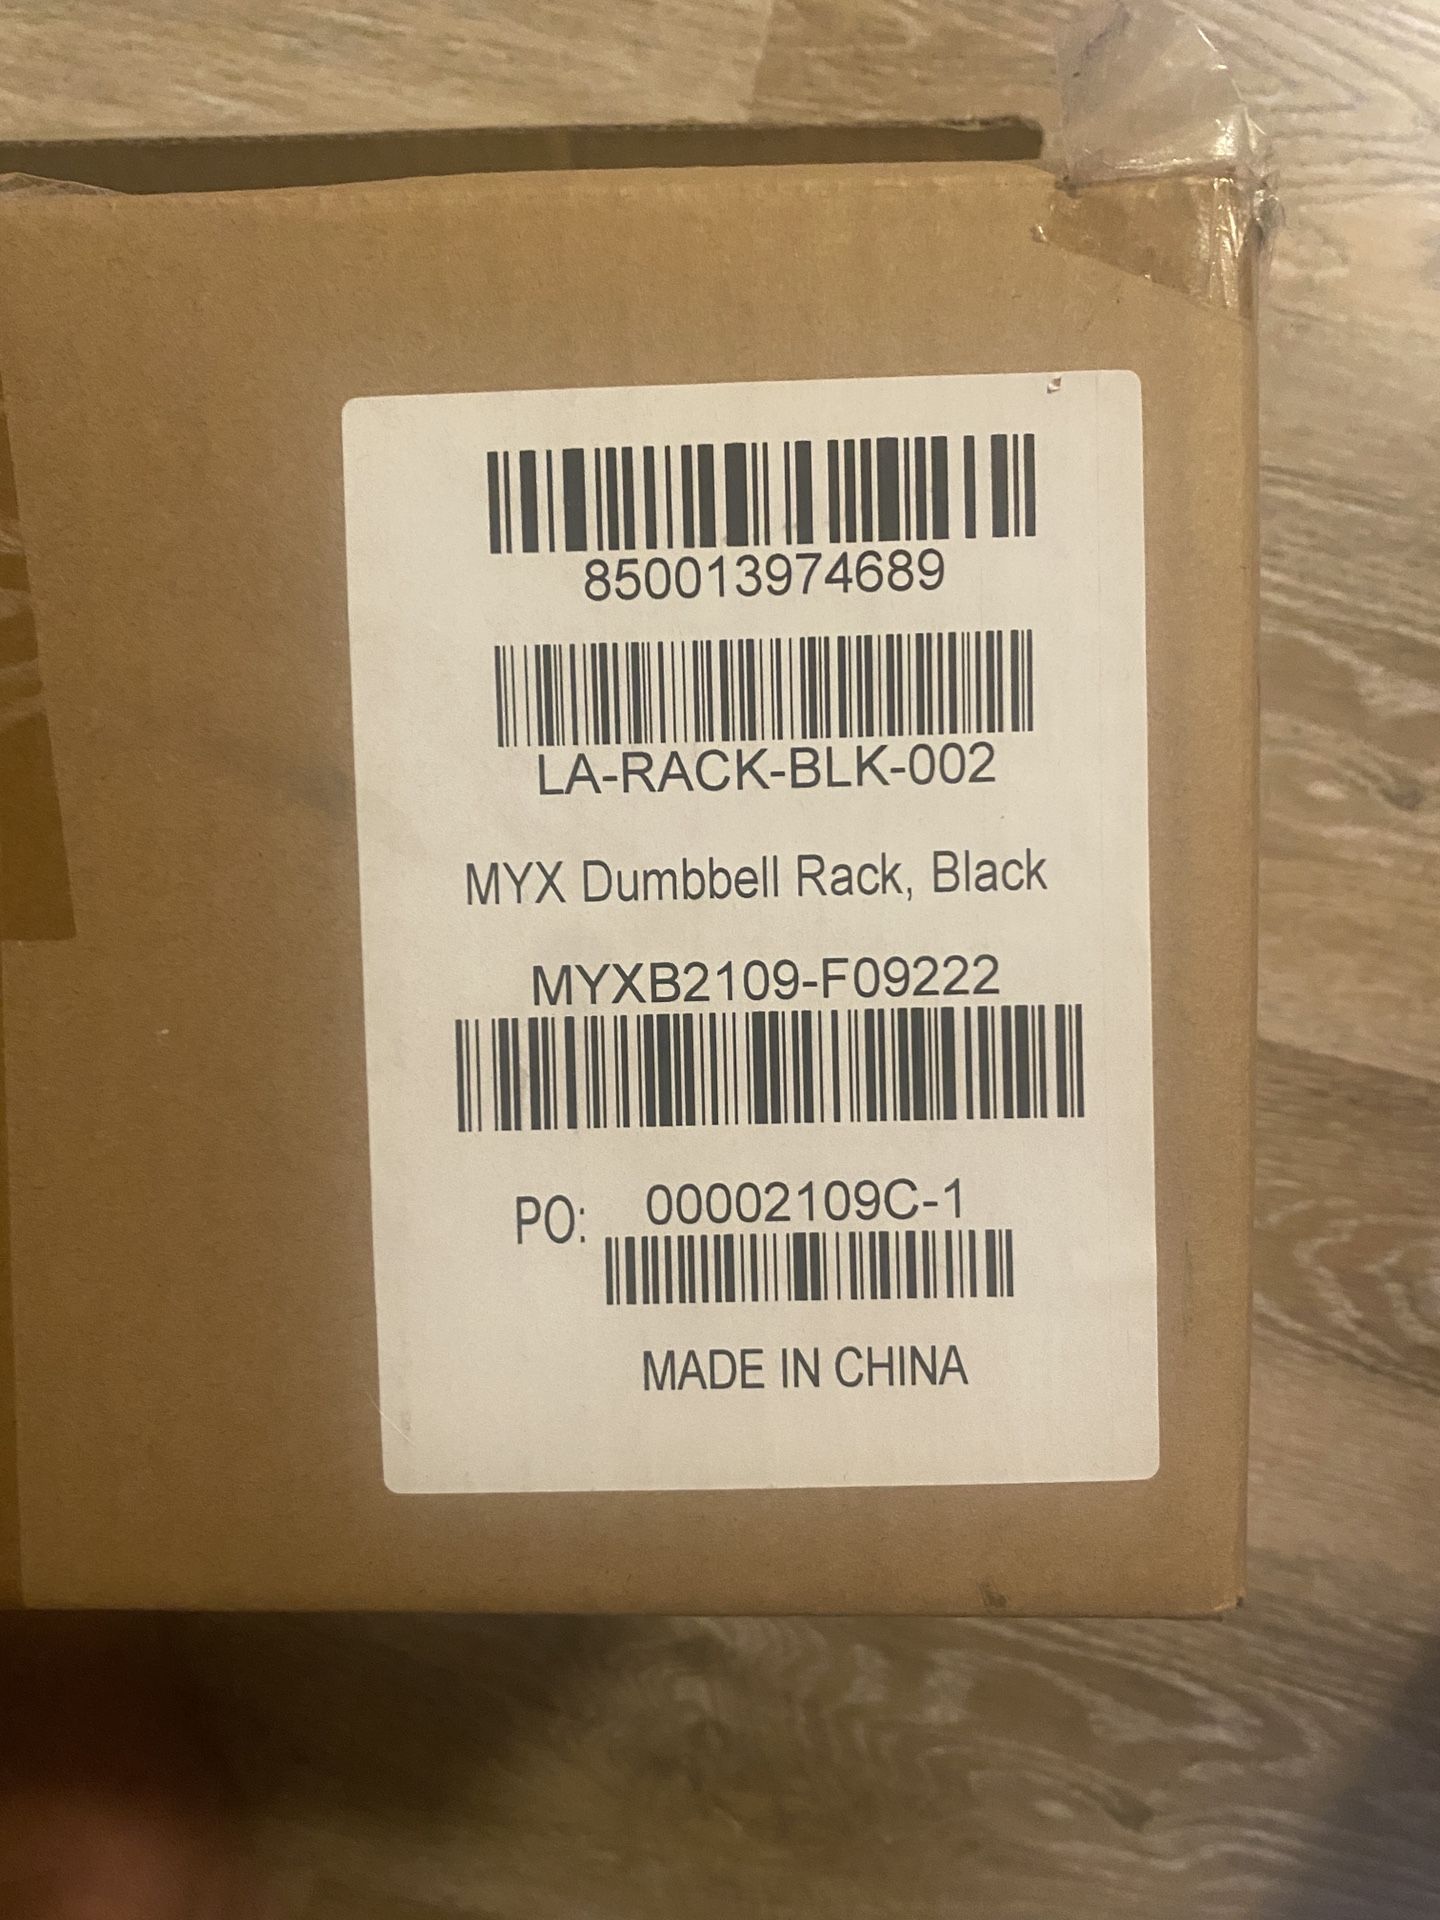 850013974689
LA-RACK-BLK-002
MYX Dumbbell Rack, Black
MYXB2109-F09222
PO: 00002109C-1
MADE IN CHINA